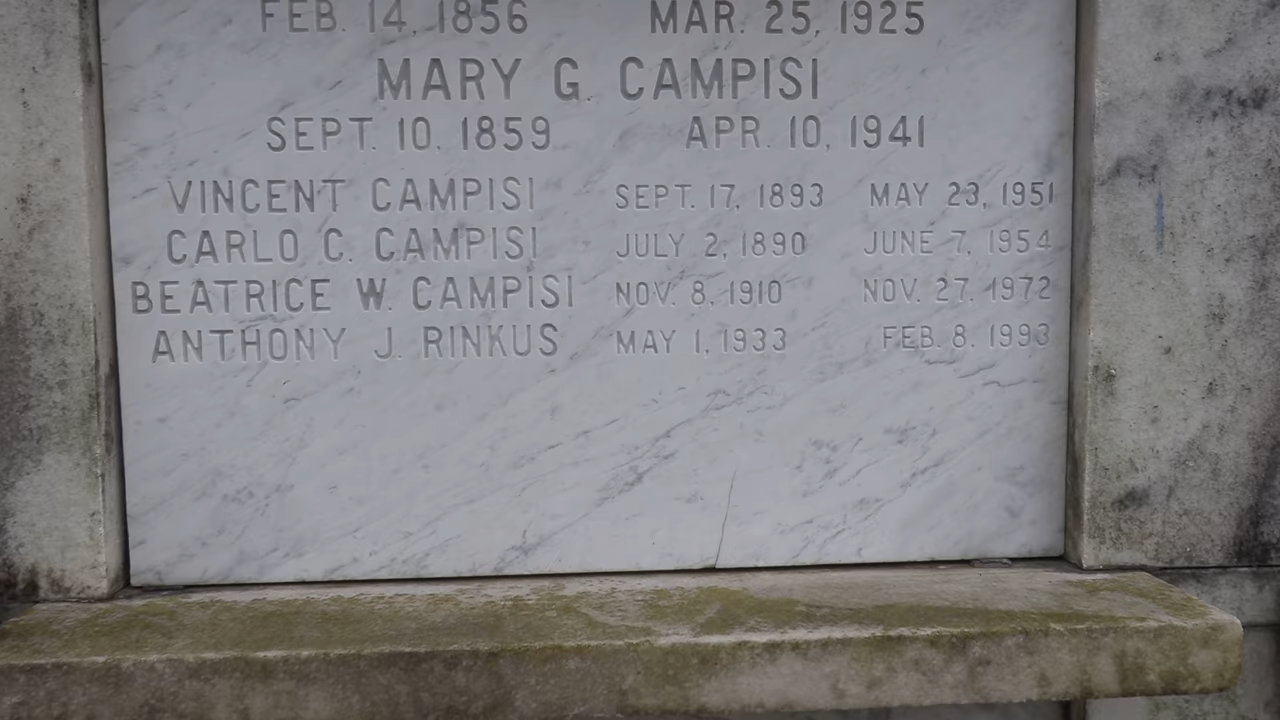 FEB. 14, 1856 MAR. 25, 1925
MARY G. CAMPISI
SEPT. 10, 1859 APR. 10, 1941
VINCENT CAMPISI SEPT. 17, 1893 MAY 23, 1951
CARLO C. CAMPISI JULY 2, 1890 JUNE 7, 1954
BEATRICE W. CAMPISI NOV. 8, 1910 NOV. 27, 1972
ANTHONY J. RINKUS MAY 1, 1933 FEB. 8, 1993